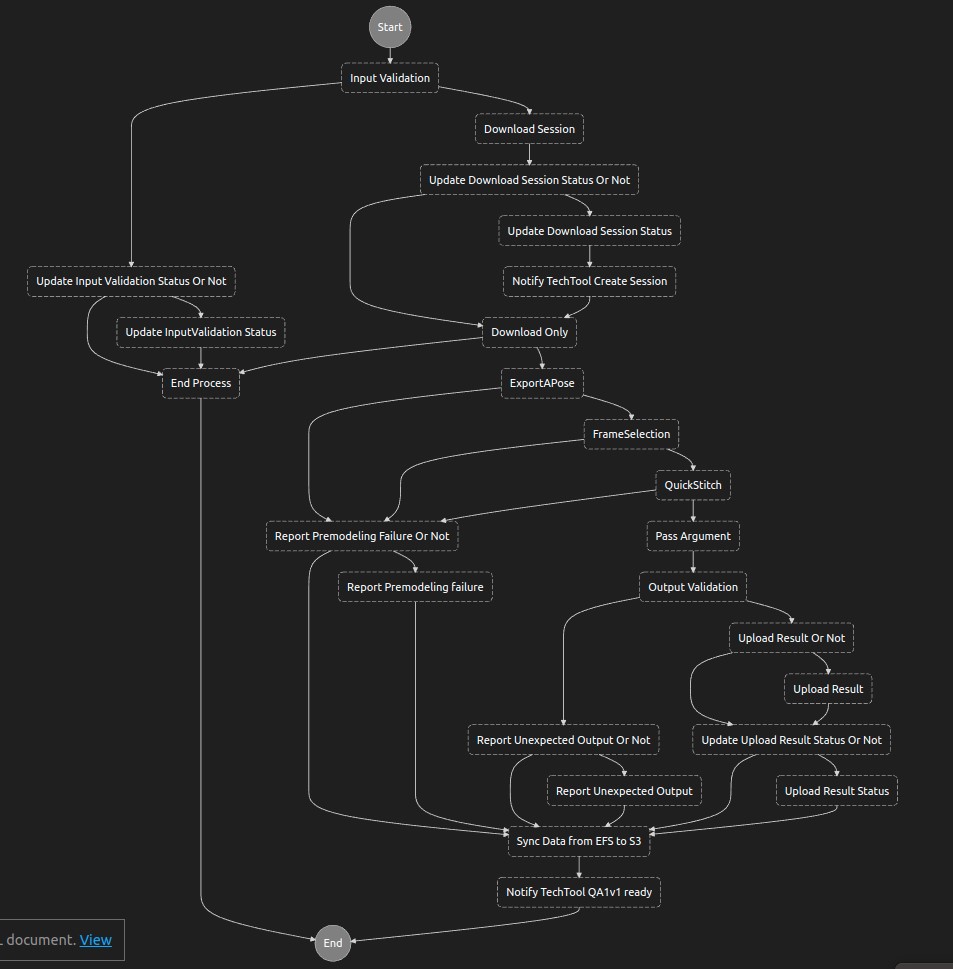 Start
Input Validation
Download Session
Update Download Session Status Or Not
Update Download Session Status
Update Input Validation Status Or Not
Notify TechTool Create Session
Update InputValidation Status
Download Only
End Process
ExportAPose
FrameSelection
QuickStitch
Report Premodeling Failure Or Not
Pass Argument
Report Premodeling failure
Output Validation
Upload Result Or Not
Upload Result
Report Unexpected Output Or Not
Update Upload Result Status Or Not
Report Unexpected Output
Upload Result Status
Sync Data from EFS to S3
Notify TechTool QA1v1 ready
document. View
End